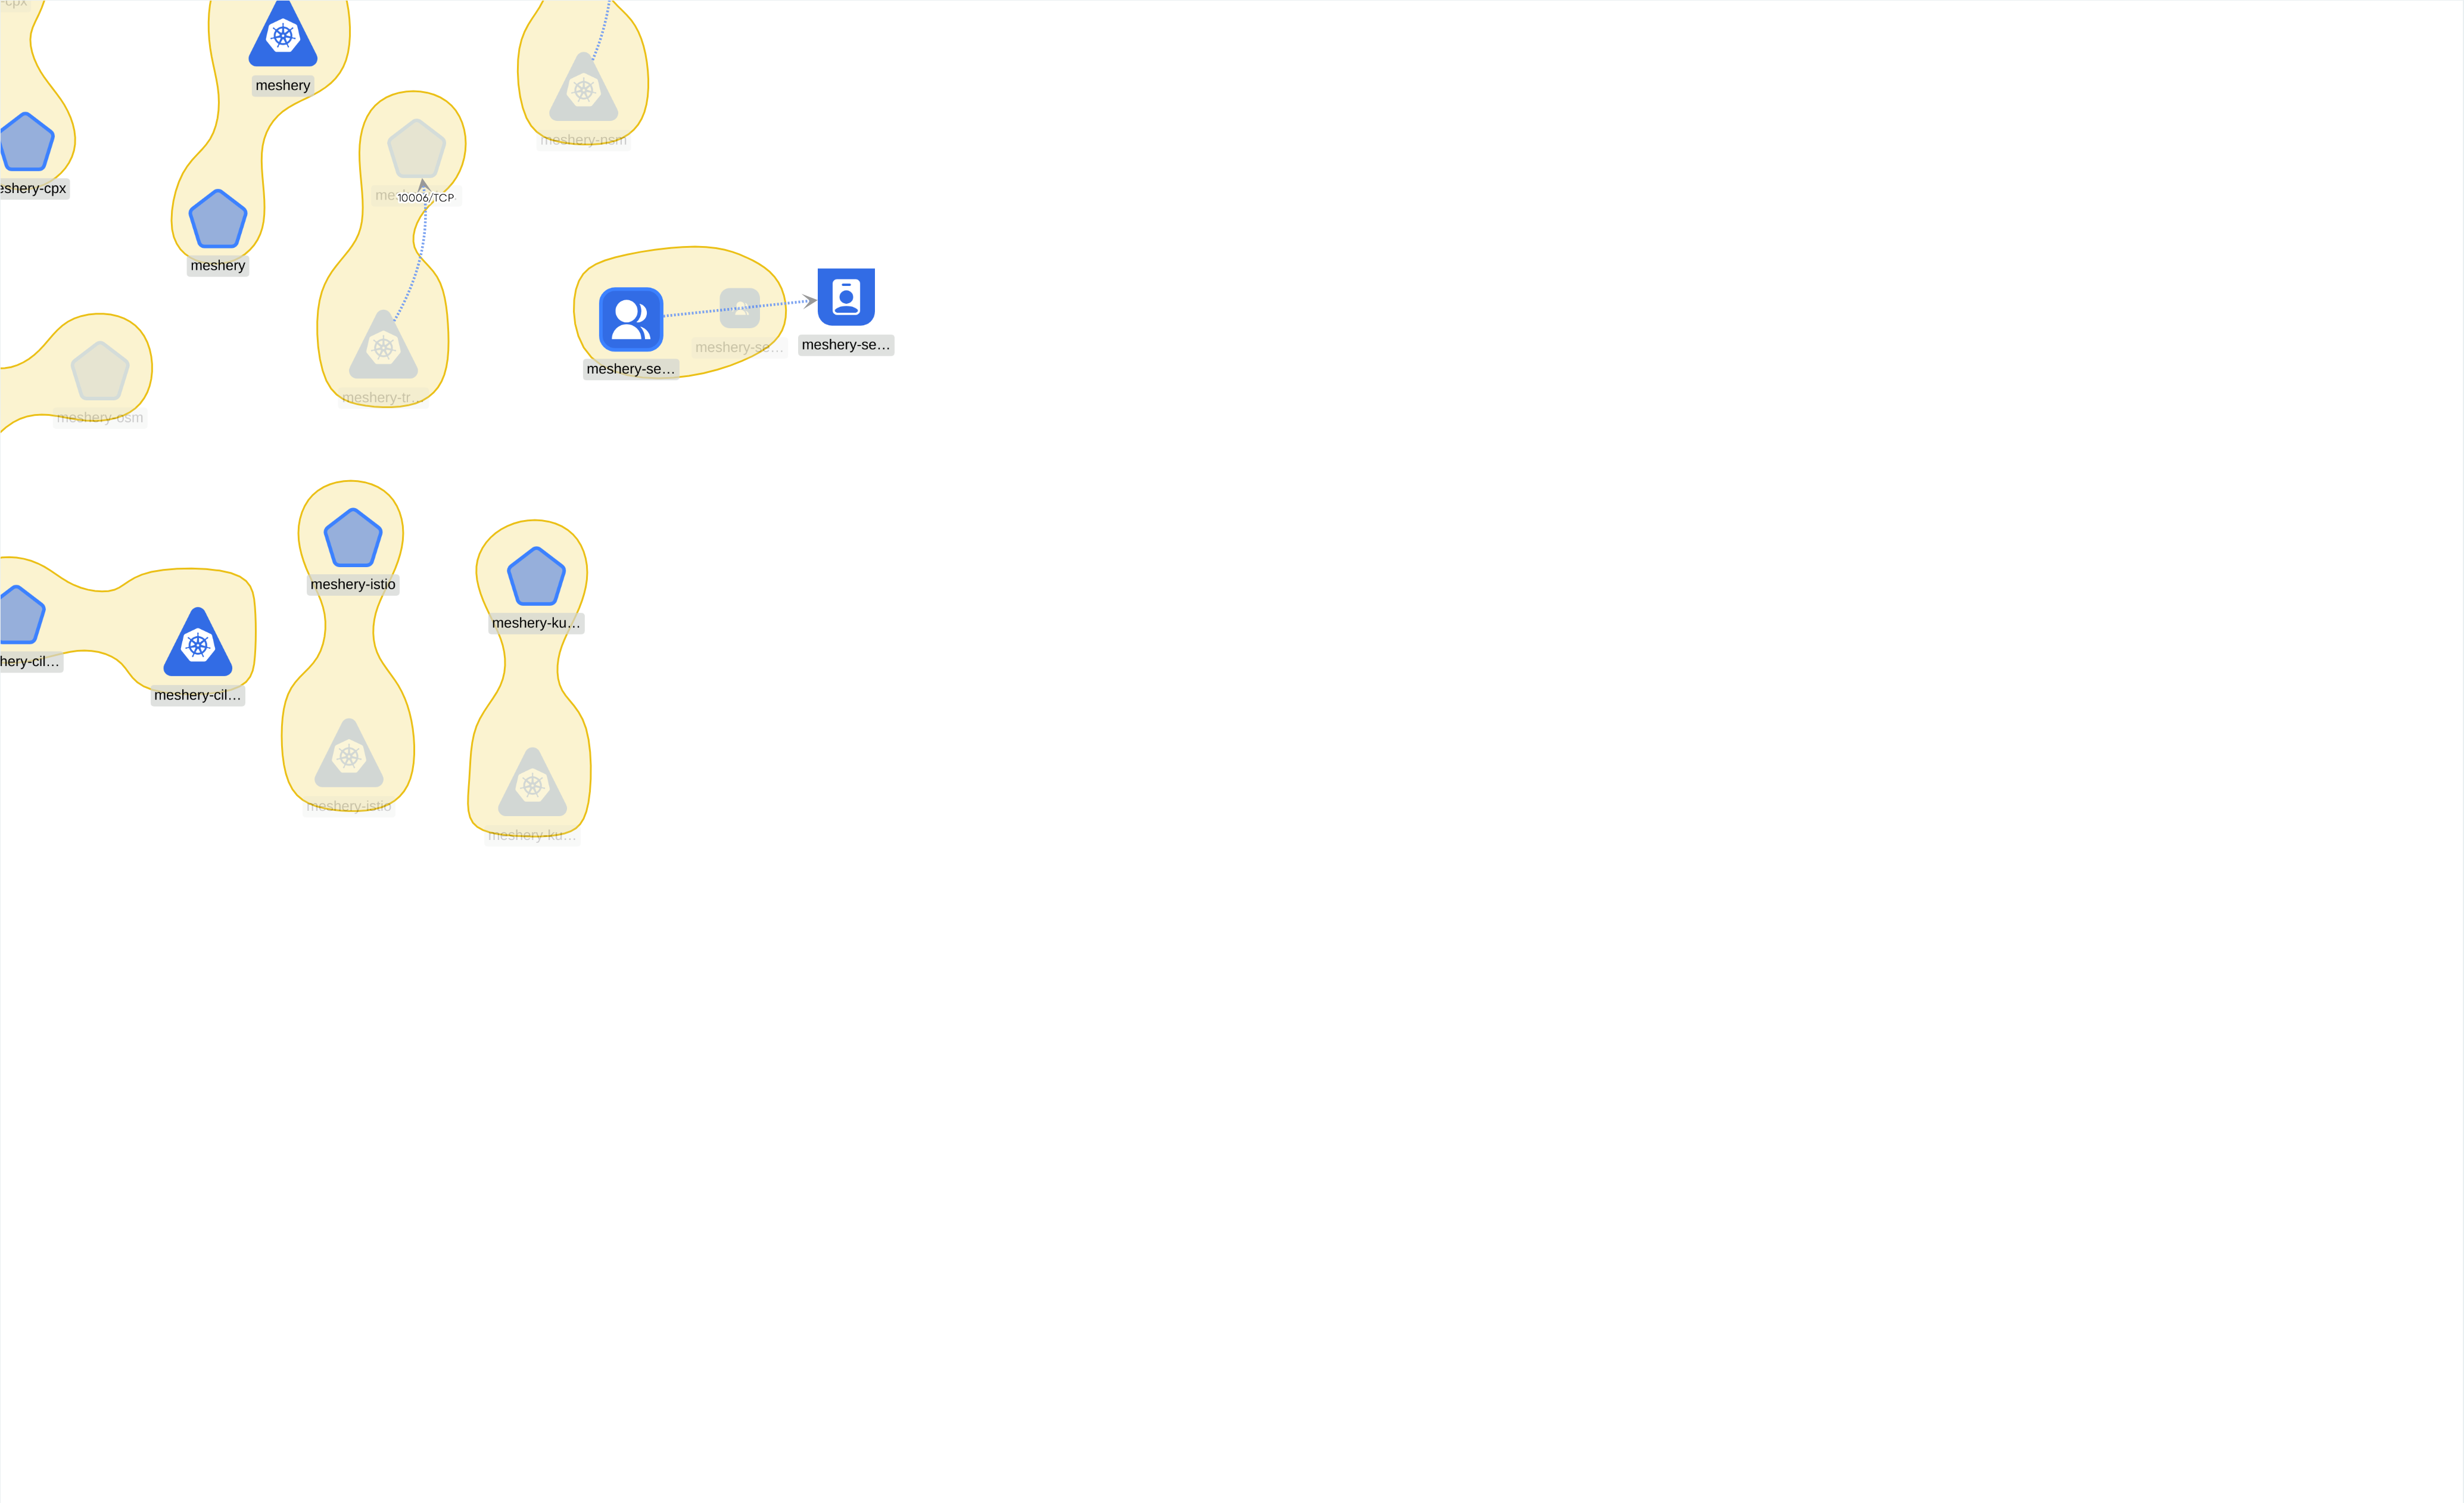 -cpx
meshery
meshery-nsm
eshery-cpx
10006/TCP
meshery
meshery-se…
meshery-se…
meshery-se…
meshery-tr…
meshery-osm
meshery-istio
meshery-ku…
hery-cil…
meshery-cil…
meshery-istio
meshery-ku…